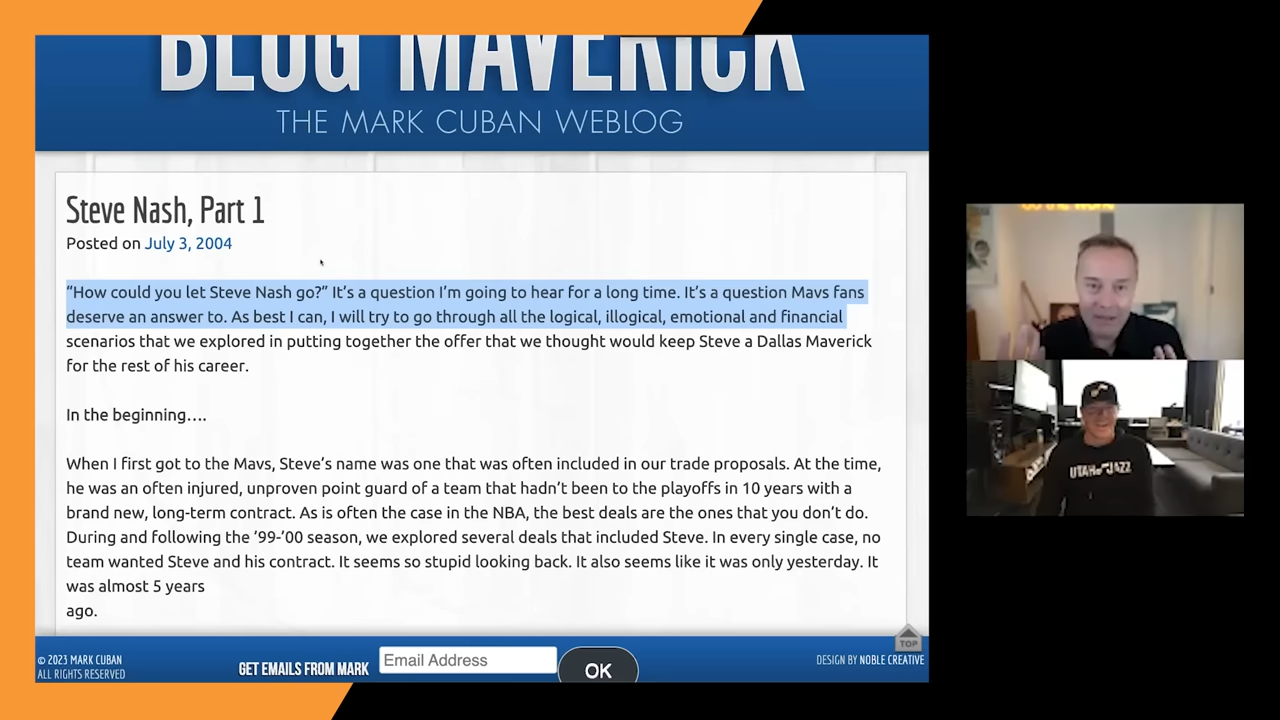 BLOG MAVERICK
THE MARK CUBAN WEBLOG
Steve Nash, Part 1
Posted on July 3, 2004
“How could you let Steve Nash go?” It’s a question I’m going to hear for a long time. It’s a question Mavs fans
deserve an answer to. As best I can, I will try to go through all the logical, illogical, emotional and financial
scenarios that we explored in putting together the offer that we thought would keep Steve a Dallas Maverick
for the rest of his career.
In the beginning….
When I first got to the Mavs, Steve’s name was one that was often included in our trade proposals. At the time,
he was an often injured, unproven point guard of a team that hadn’t been to the playoffs in 10 years with a
brand new, long-term contract. As is often the case in the NBA, the best deals are the ones that you don’t do.
During and following the ’99-’00 season, we explored several deals that included Steve. In every single case, no
team wanted Steve and his contract. It seems so stupid looking back. It also seems like it was only yesterday. It
was almost 5 years
ago.
TOP
© 2023 MARK CUBAN
ALL RIGHTS RESERVED
GET EMAILS FROM MARK
Email Address
OK
DESIGN BY NOBLE CREATIVE
UTAH JAZZ